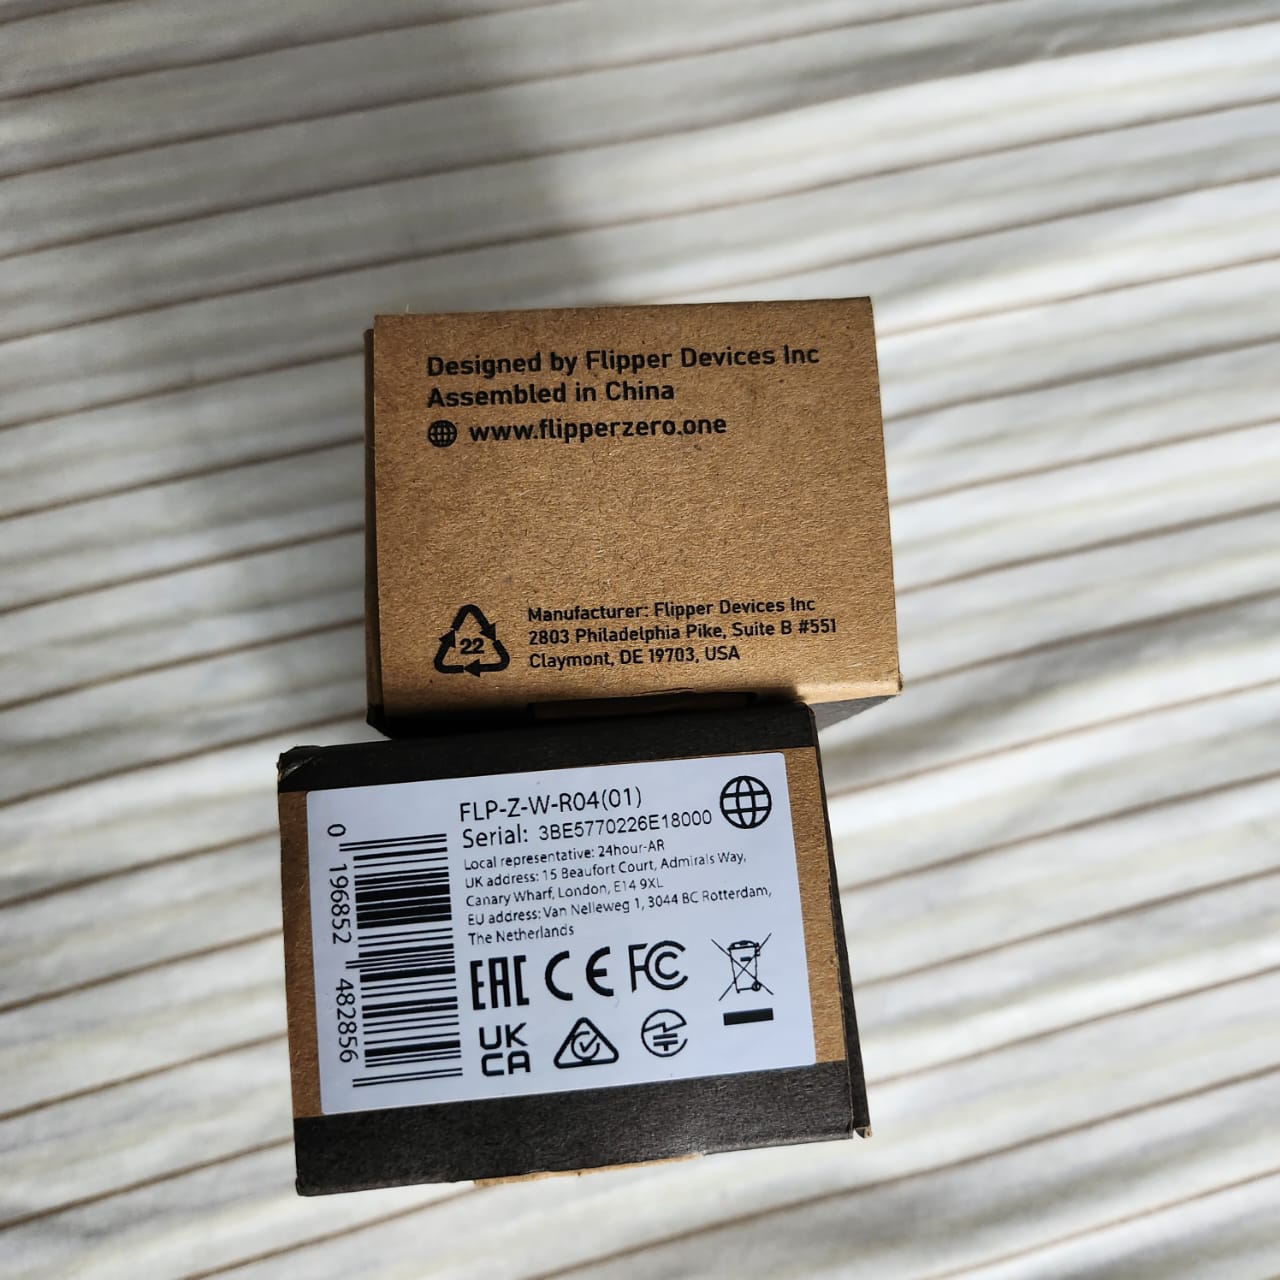 Designed by Flipper Devices Inc
Assembled in China
www.flipperzero.one
22
Manufacturer: Flipper Devices Inc
2803 Philadelphia Pike, Suite B #551
Claymont, DE 19703, USA
FLP-Z-W-R04(01)
Serial: 3BE5770226E18000
Local representative: 24hour-AR
UK address: 15 Beaufort Court, Admirals Way,
Canary Wharf, London, E14 9XL
EU address: Van Nelleweg 1, 3044 BC Rotterdam,
The Netherlands
EAC CE FC
UK
CA
0 196852 482856